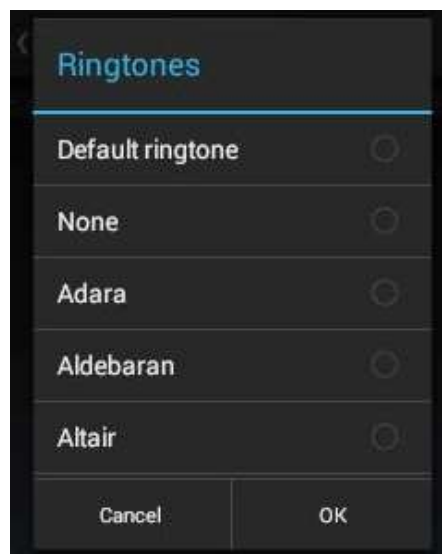 Ringtones
Default ringtone
None
Adara
Aldebaran
Altair
Cancel OK